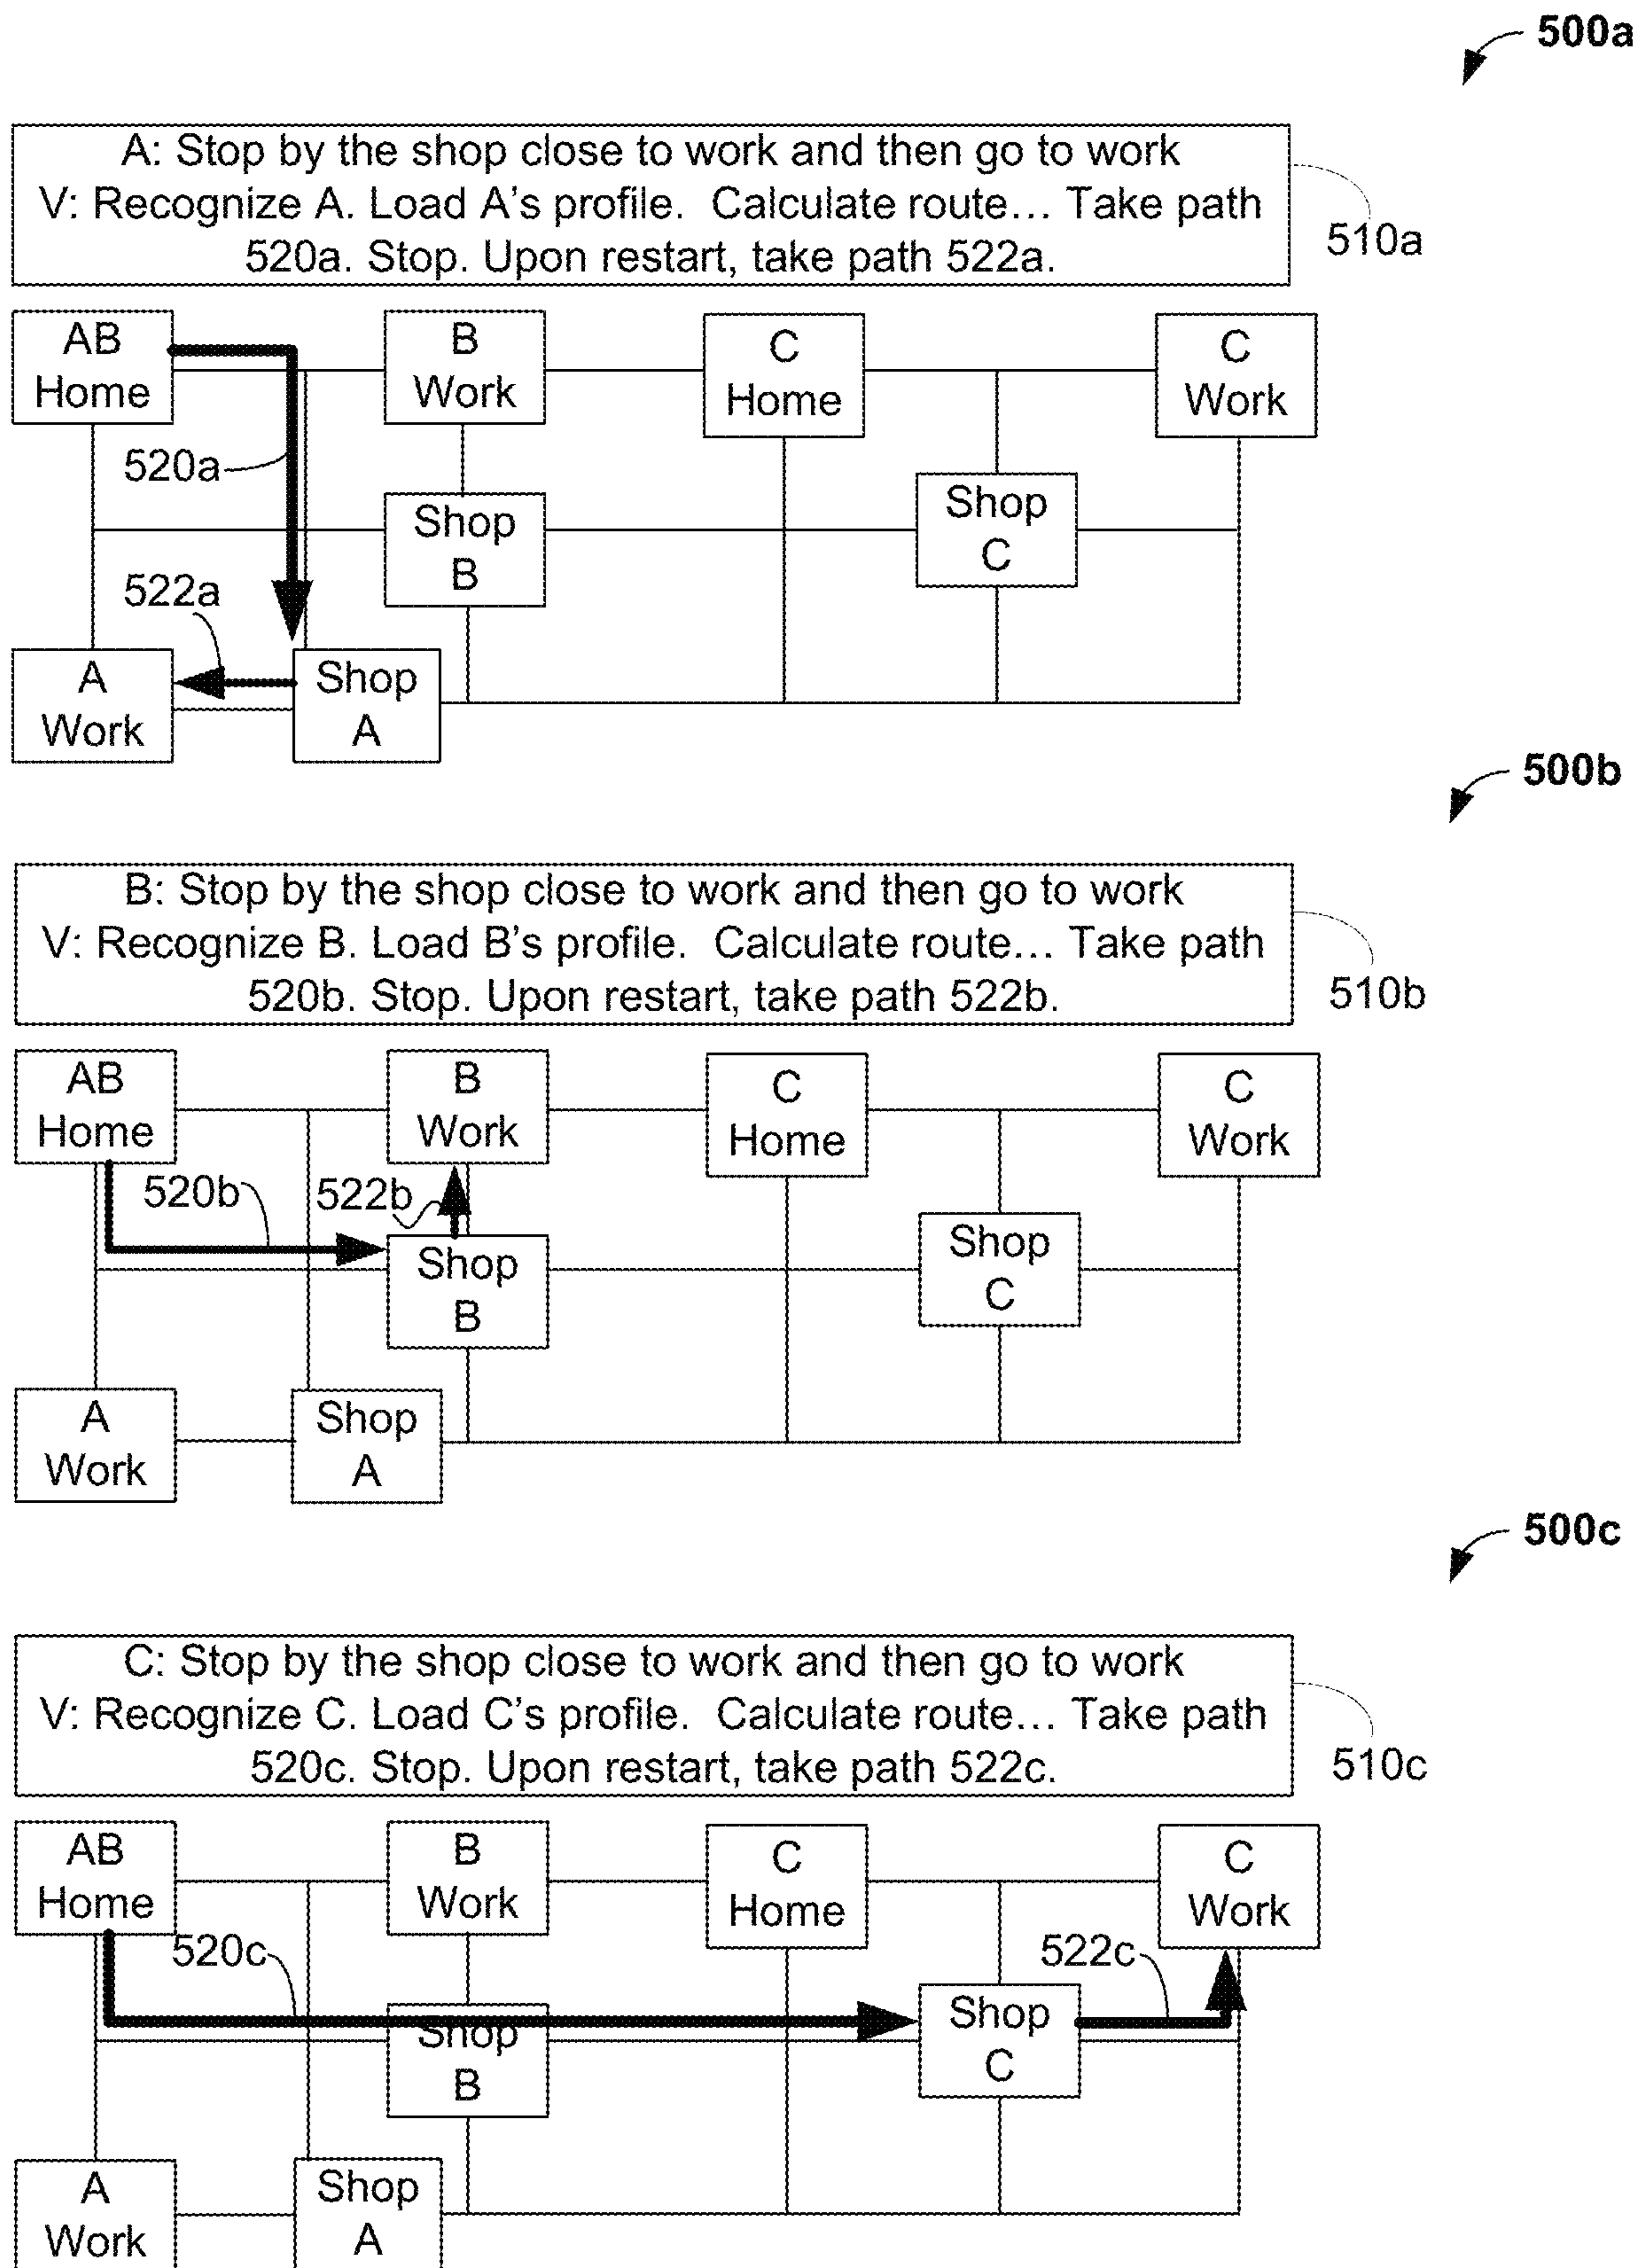 500a
A: Stop by the shop close to work and then go to work
V: Recognize A. Load A's profile. Calculate route... Take path
520a. Stop. Upon restart, take path 522a.
510a
AB
Home
B
Work
C
Home
C
Work
520a
Shop
B
Shop
C
522a
A
Work
Shop
A
500b
B: Stop by the shop close to work and then go to work
V: Recognize B. Load B's profile. Calculate route... Take path
520b. Stop. Upon restart, take path 522b.
510b
AB
Home
B
Work
C
Home
C
Work
520b
522b
Shop
B
Shop
C
A
Work
Shop
A
500c
C: Stop by the shop close to work and then go to work
V: Recognize C. Load C's profile. Calculate route... Take path
520c. Stop. Upon restart, take path 522c.
510c
AB
Home
B
Work
C
Home
C
Work
520c
522c
Shop
B
Shop
C
A
Work
Shop
A